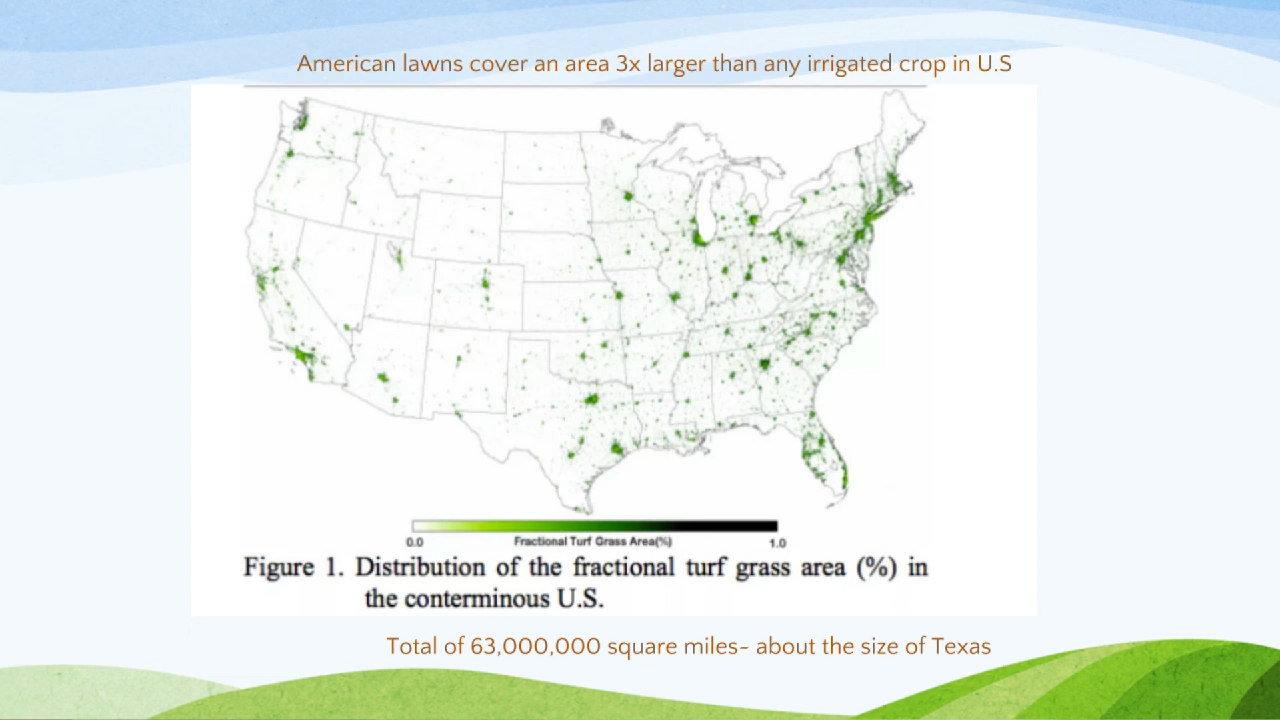 American lawns cover an area 3x larger than any irrigated crop in U.S
0.0 Fractional Turf Grass Area(%) 1.0
Figure 1. Distribution of the fractional turf grass area (%) in
the conterminous U.S.
Total of 63,000,000 square miles- about the size of Texas